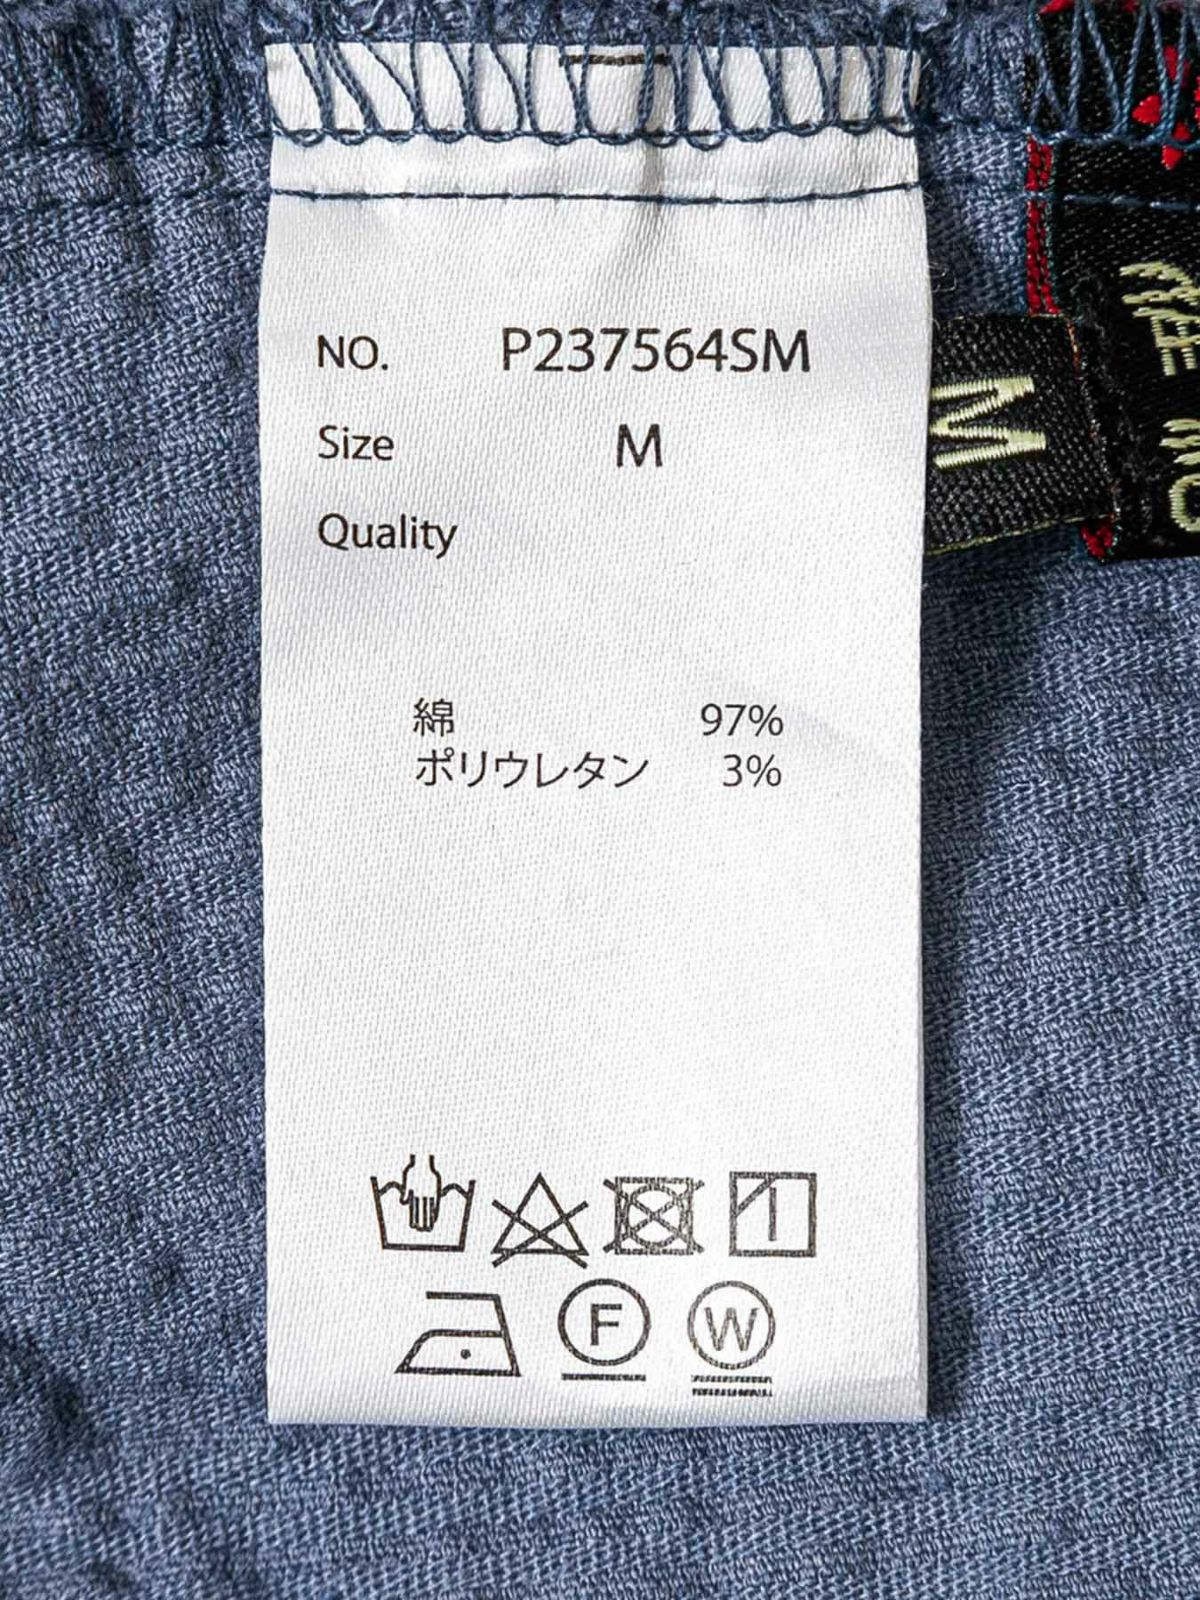 NO. P237564SM
Size M
Quality
綿 97%
ポリウレタン 3%
F W
M